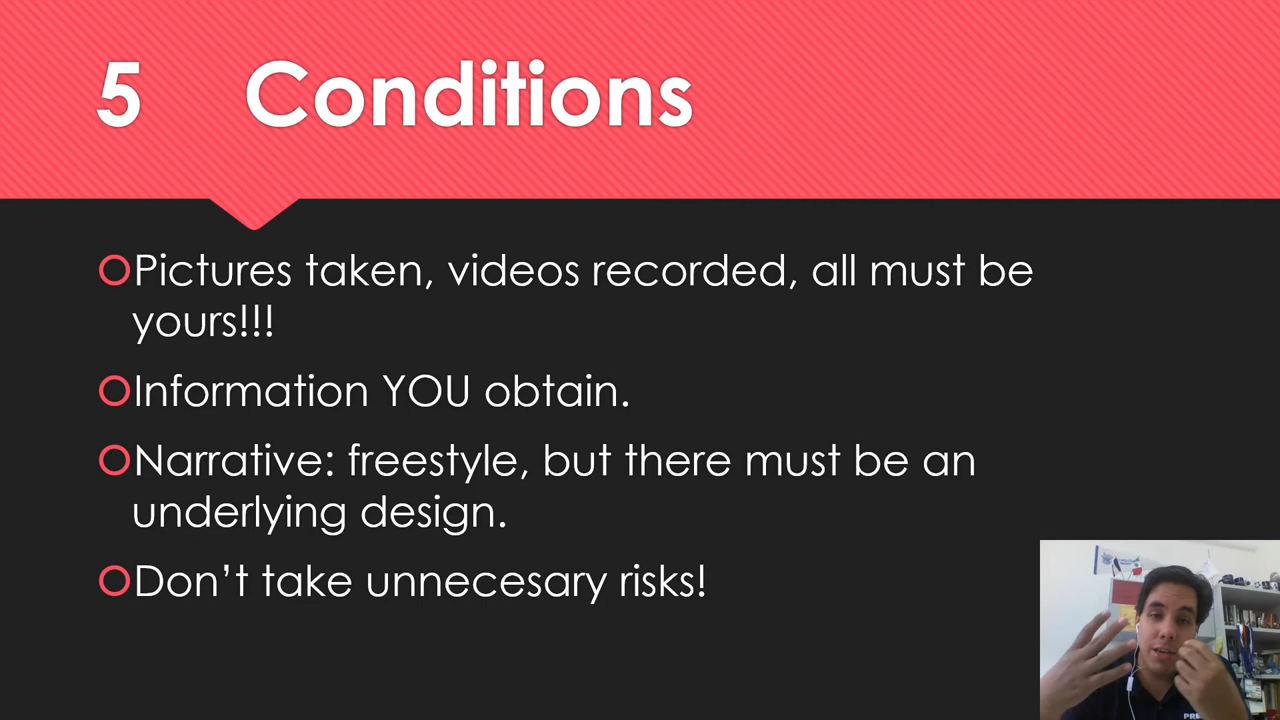 5 Conditions
Pictures taken, videos recorded, all must be
yours!!!
Information YOU obtain.
Narrative: freestyle, but there must be an
underlying design.
Don't take unnecesary risks!